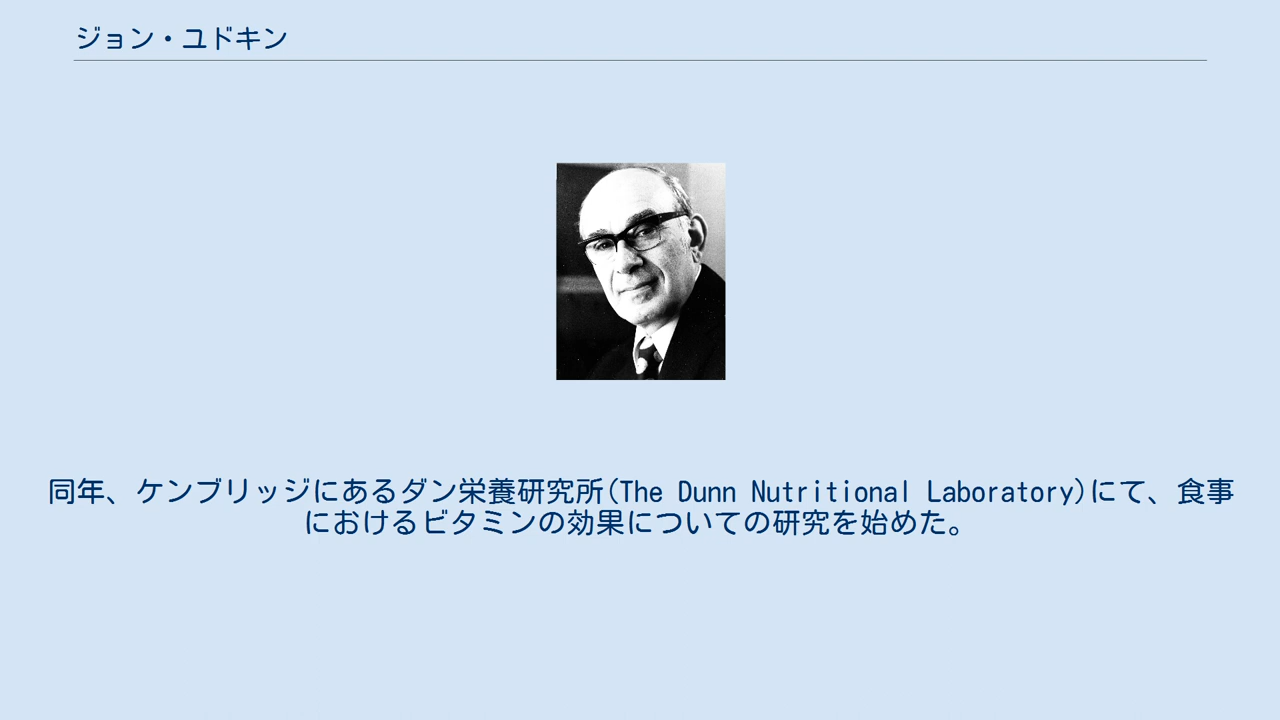 ジョン・ユドキン
同年、ケンブリッジにあるダン栄養研究所(The Dunn Nutritional Laboratory)にて、食事
におけるビタミンの効果についての研究を始めた。